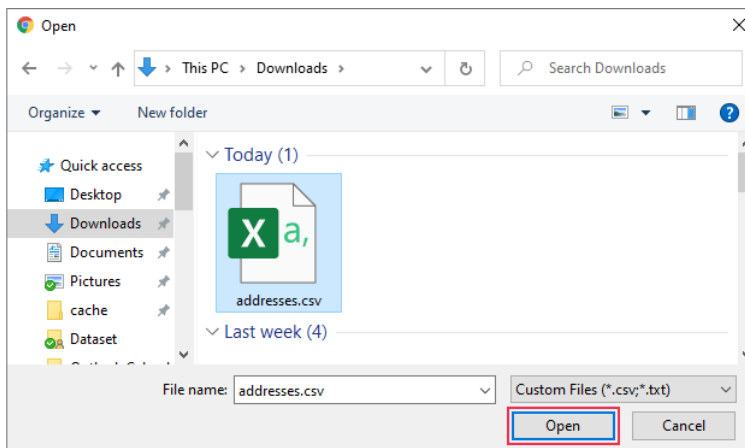 Open
This PC > Downloads >
Search Downloads
Organize
New folder
Quick access
Desktop
Downloads
Documents
Pictures
cache
Dataset
Today (1)
X a,
addresses.csv
Last week (4)
File name: addresses.csv
Custom Files (*.csv;*.txt)
Open
Cancel